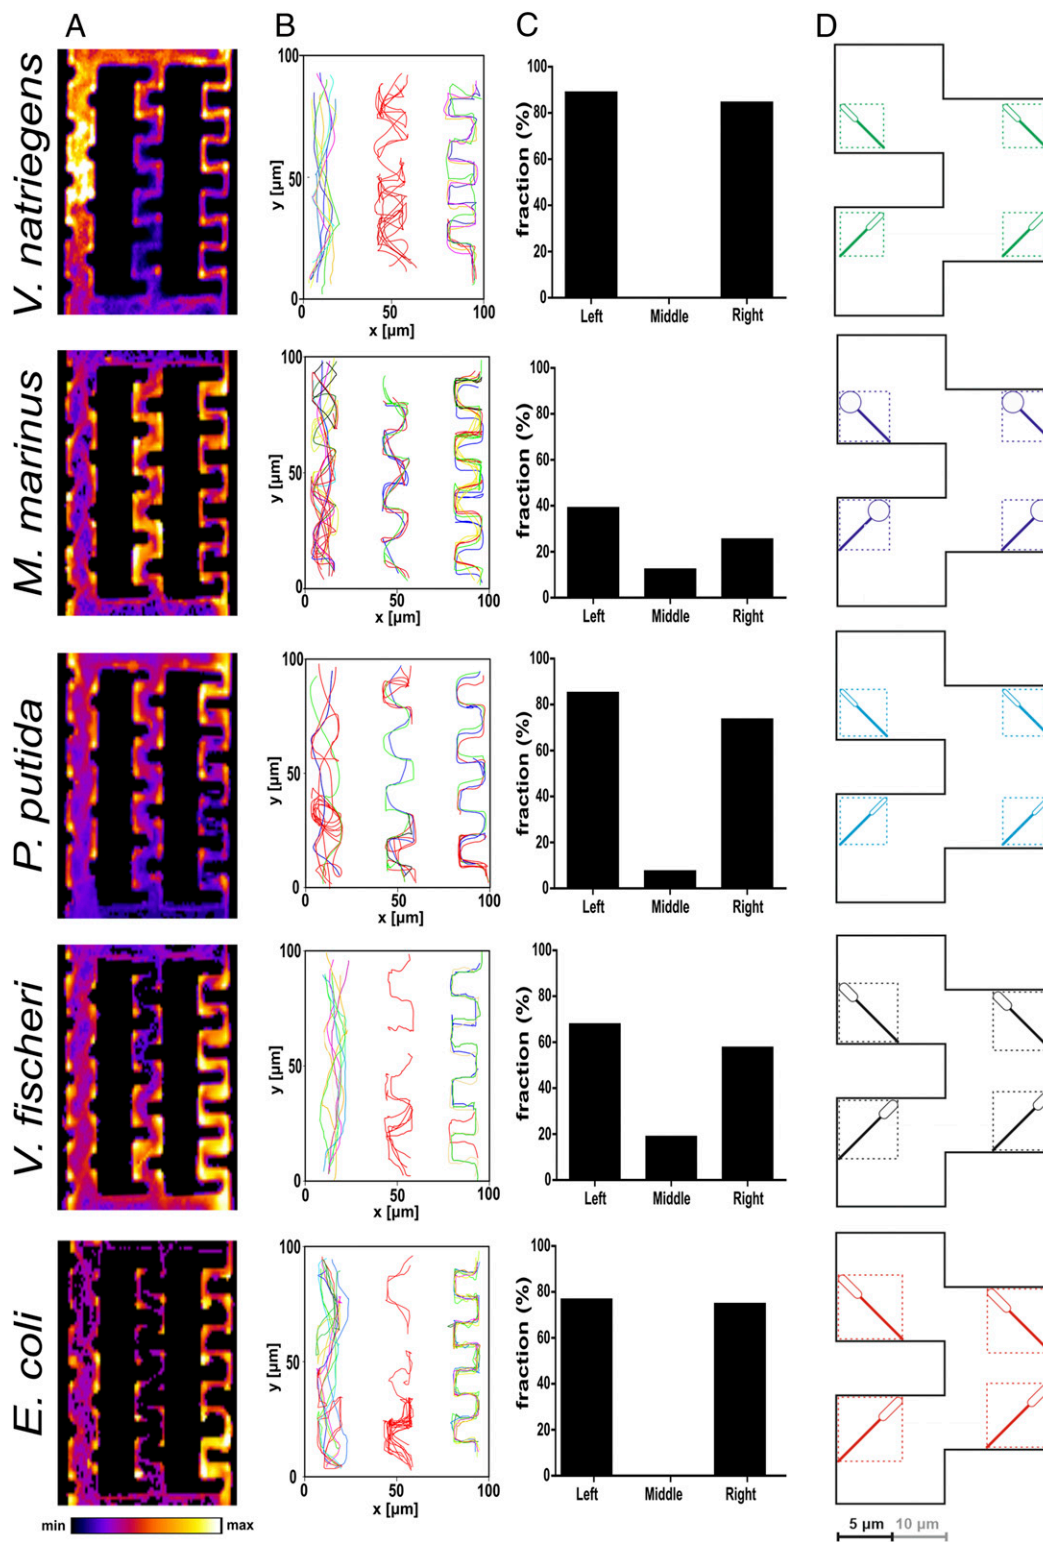 A B C D
V. natriegens
100
50
0
y [µm]
0 50 100
x [µm]
100
80
60
40
20
0
fraction (%)
Left Middle Right
M. marinus
100
50
0
y [µm]
0 50 100
x [µm]
100
80
60
40
20
0
fraction (%)
Left Middle Right
P. putida
100
50
0
y [µm]
0 50 100
x [µm]
100
80
60
40
20
0
fraction (%)
Left Middle Right
V. fischeri
100
50
0
y [µm]
0 50 100
x [µm]
100
80
60
40
20
0
fraction (%)
Left Middle Right
E. coli
100
50
0
y [µm]
0 50 100
x [µm]
100
80
60
40
20
0
fraction (%)
Left Middle Right
min max
5 µm 10 µm